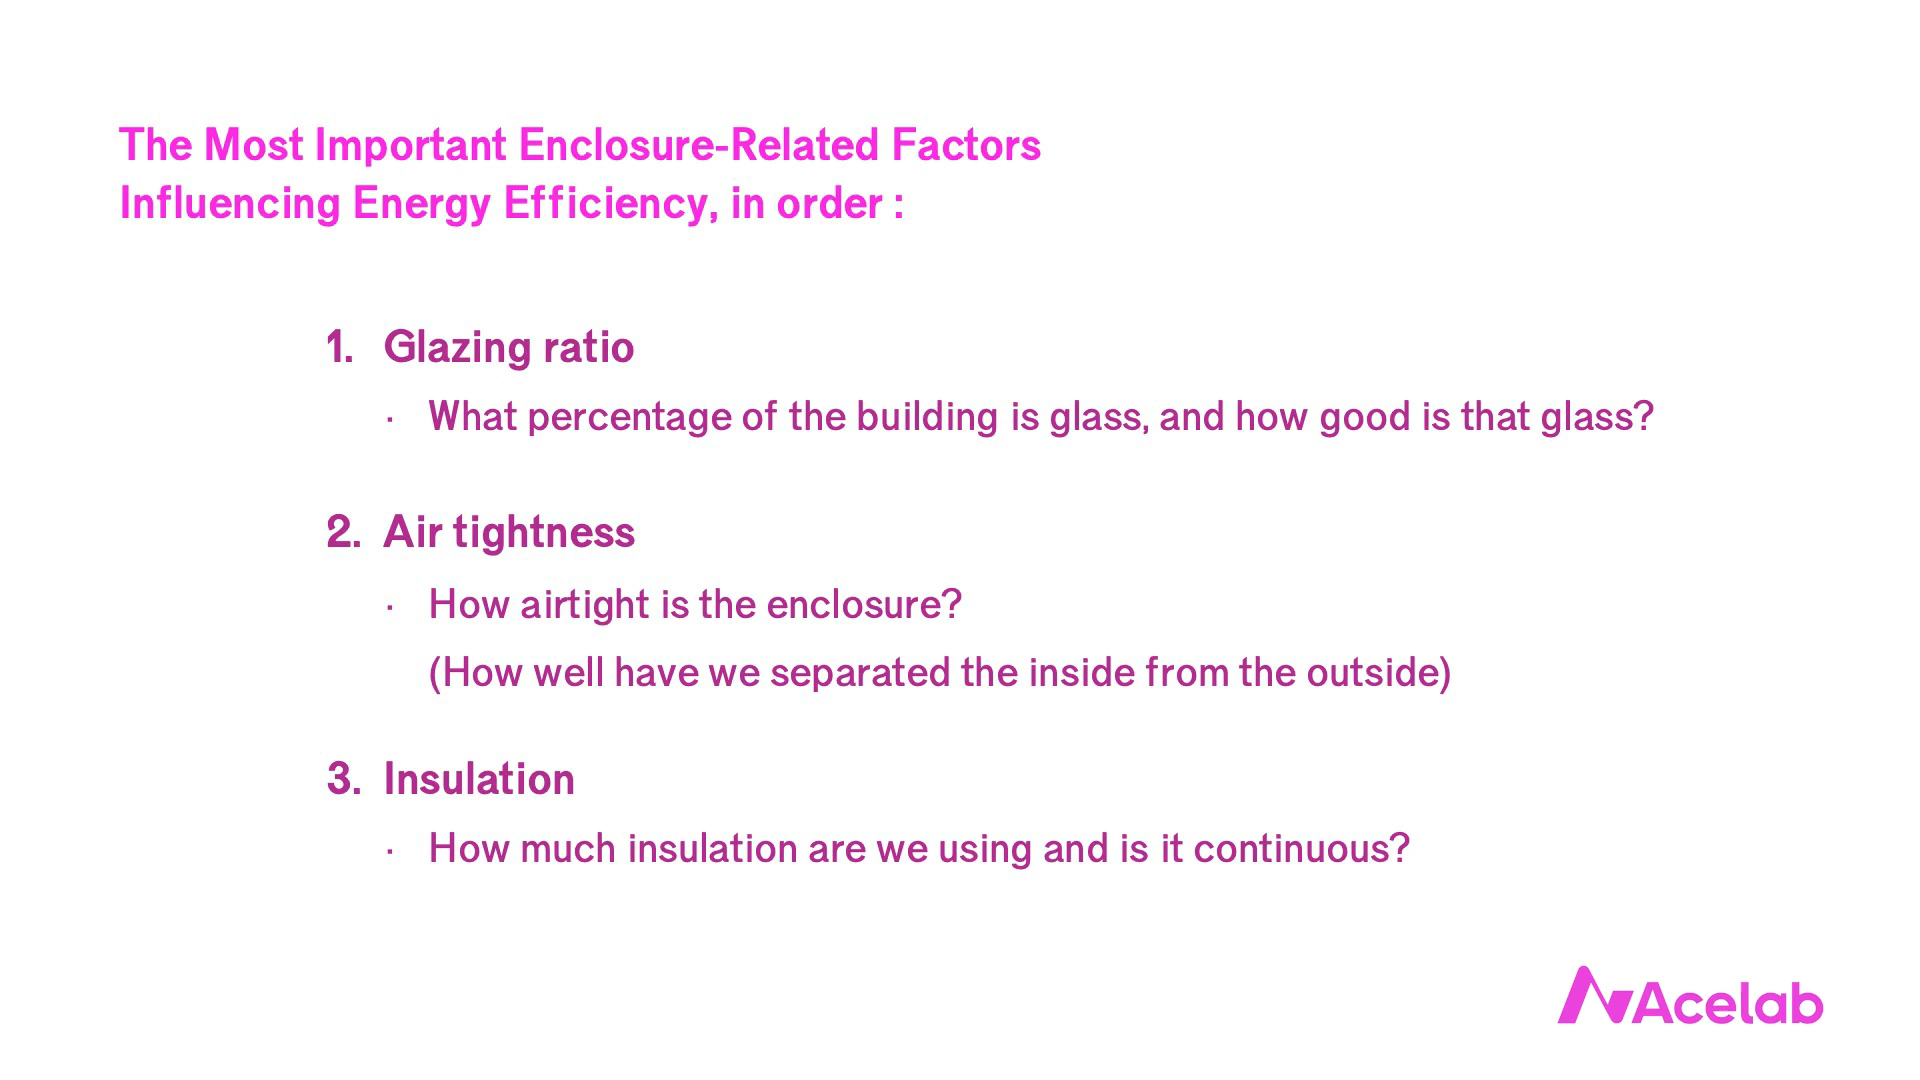 The Most Important Enclosure-Related Factors
Influencing Energy Efficiency, in order :
1. Glazing ratio
· What percentage of the building is glass, and how good is that glass?
2. Air tightness
· How airtight is the enclosure?
(How well have we separated the inside from the outside)
3. Insulation
· How much insulation are we using and is it continuous?
Acelab